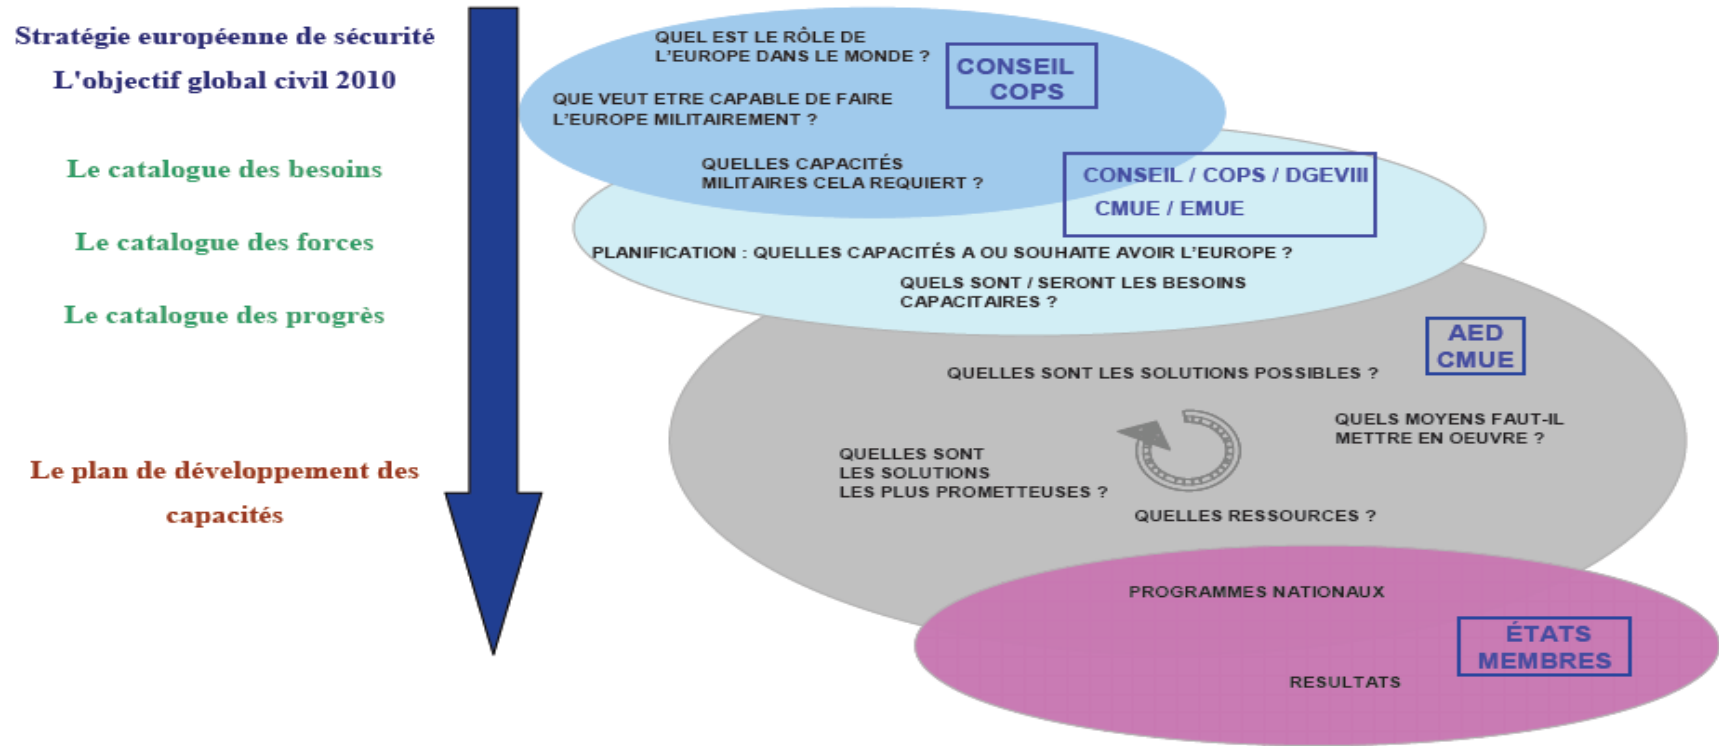 Stratégie européenne de sécurité
L'objectif global civil 2010
Le catalogue des besoins
Le catalogue des forces
Le catalogue des progrès
Le plan de développement des
capacités
QUEL EST LE RÔLE DE
L'EUROPE DANS LE MONDE ?
CONSEIL
COPS
QUE VEUT ETRE CAPABLE DE FAIRE
L'EUROPE MILITAIREMENT ?
QUELLES CAPACITÉS
MILITAIRES CELA REQUIERT ?
CONSEIL / COPS / DGEVIII
CMUE / EMUE
PLANIFICATION : QUELLES CAPACITÉS A OU SOUHAITE AVOIR L'EUROPE ?
QUELS SONT / SERONT LES BESOINS
CAPACITAIRES ?
AED
CMUE
QUELLES SONT LES SOLUTIONS POSSIBLES ?
QUELS MOYENS FAUT-IL
METTRE EN OEUVRE ?
QUELLES SONT
LES SOLUTIONS
LES PLUS PROMETTEUSES ?
QUELLES RESSOURCES ?
PROGRAMMES NATIONAUX
ÉTATS
MEMBRES
RESULTATS